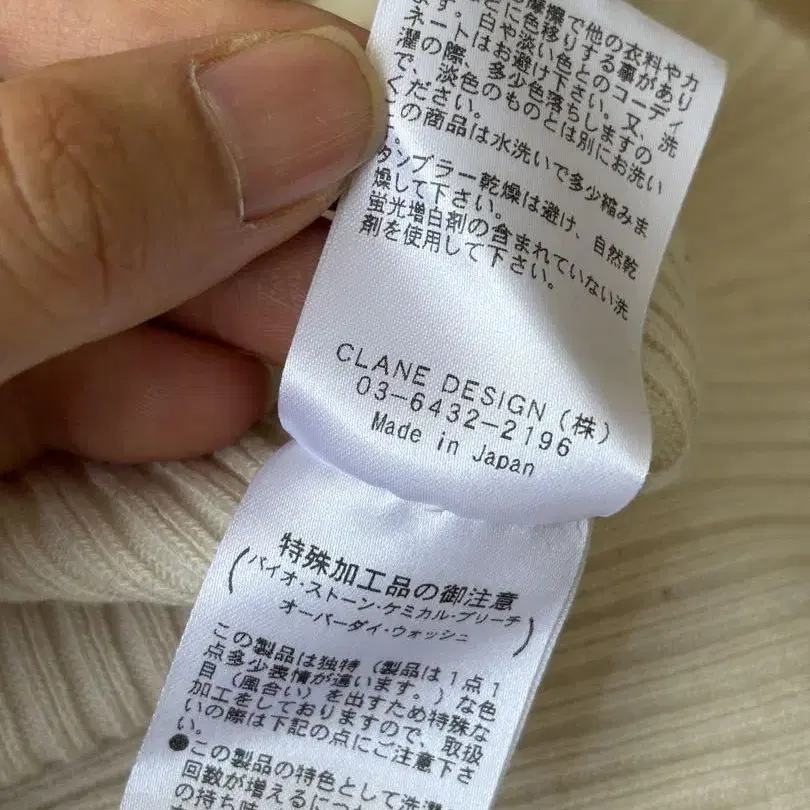 摩擦で他の衣料やカ
とに色移りする事があり
ます。白や淡い色とのコーディ
ネートはお避け下さい。又、洗
濯の際、多少色落ちしますの
で、淡色のものとは別にお洗い
ください。
この商品は水洗いで多少縮みま
す。
タンブラー乾燥は避け、自然乾
燥して下さい。
蛍光増白剤の含まれていない洗
剤を使用して下さい。
CLANE DESIGN(株)
03-6432-2196
Made in Japan
特殊加工品の御注意
(バイオ・ストーン・ケミカル・ブリーチ
オーバーダイ・ウォッシュ)
この製品は独特(製品は1点1
点多少表情が違います。)な色
目(風合い)を出すため特殊な
加工をしておりますので、取扱
いの際は下記の点にご注意下さ
い。
●この製品の特色として洗濯
回数が増えるにつ
の持ち味